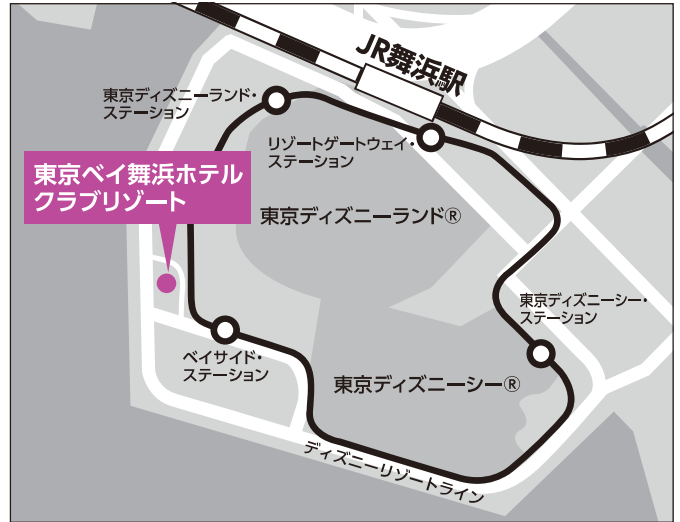 JR舞浜駅
東京ディズニーランド・
ステーション
リゾートゲートウェイ・
ステーション
東京ベイ舞浜ホテル
クラブリゾート
東京ディズニーランド®
東京ディズニーシー・
ステーション
ベイサイド・
ステーション
東京ディズニーシー®
ディズニーリゾートライン